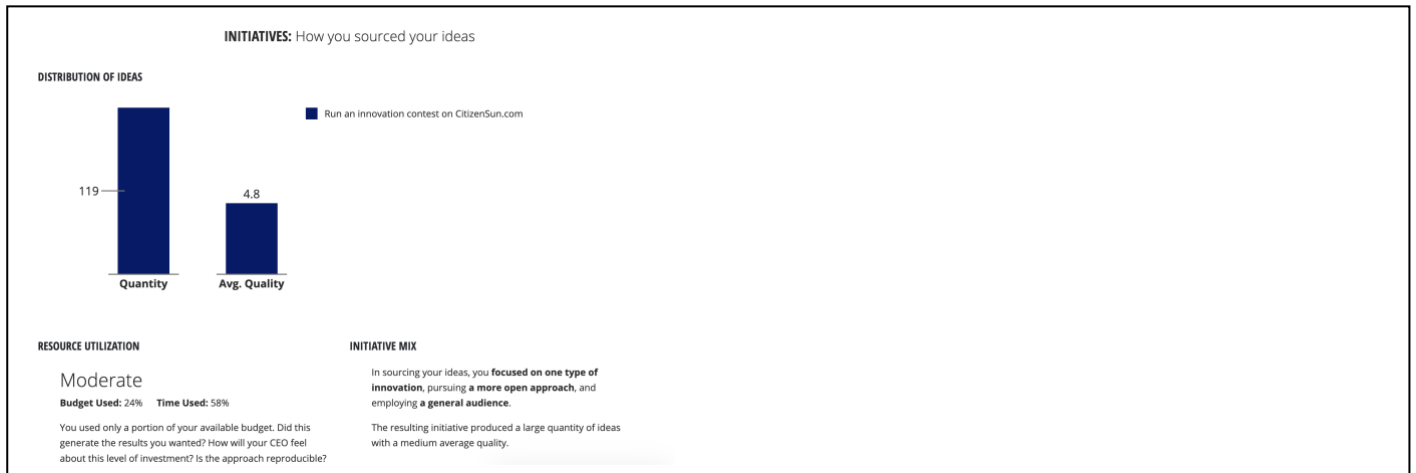 INITIATIVES: How you sourced your ideas
DISTRIBUTION OF IDEAS
Run an innovation contest on CitizenSun.com
119
4.8
Quantity
Avg. Quality
RESOURCE UTILIZATION
Moderate
Budget Used: 24% Time Used: 58%
You used only a portion of your available budget. Did this
generate the results you wanted? How will your CEO feel
about this level of investment? Is the approach reproducible?
INITIATIVE MIX
In sourcing your ideas, you focused on one type of
innovation, pursuing a more open approach, and
employing a general audience.
The resulting initiative produced a large quantity of ideas
with a medium average quality.